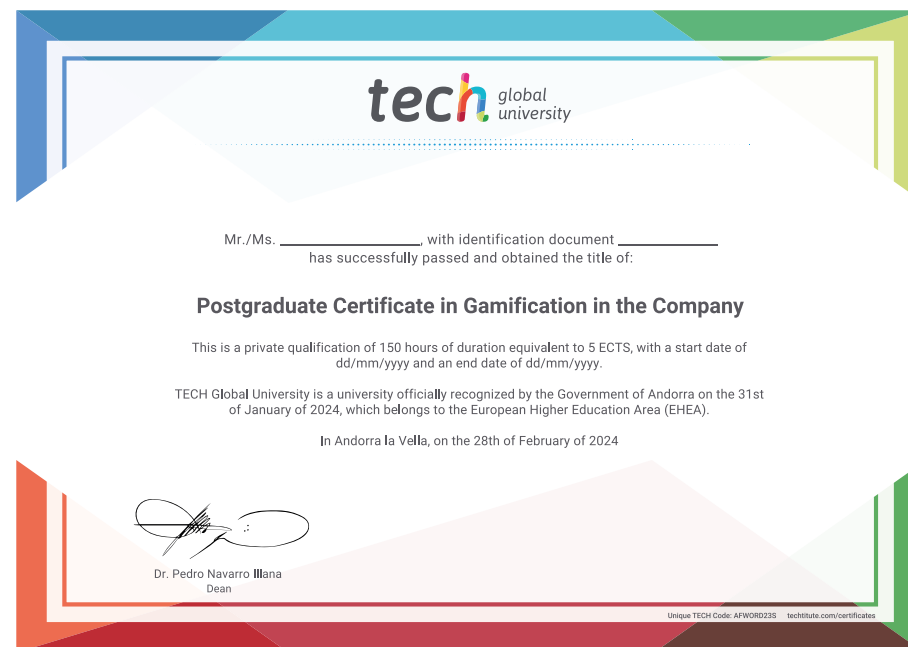 tech global university
Mr./Ms. ____________, with identification document ____________
has successfully passed and obtained the title of:
Postgraduate Certificate in Gamification in the Company
This is a private qualification of 150 hours of duration equivalent to 5 ECTS, with a start date of
dd/mm/yyyy and an end date of dd/mm/yyyy.
TECH Global University is a university officially recognized by the Government of Andorra on the 31st
of January of 2024, which belongs to the European Higher Education Area (EHEA).
In Andorra la Vella, on the 28th of February of 2024
Dr. Pedro Navarro Illana
Dean
Unique TECH Code: AFWORD23S techtitute.com/certificates